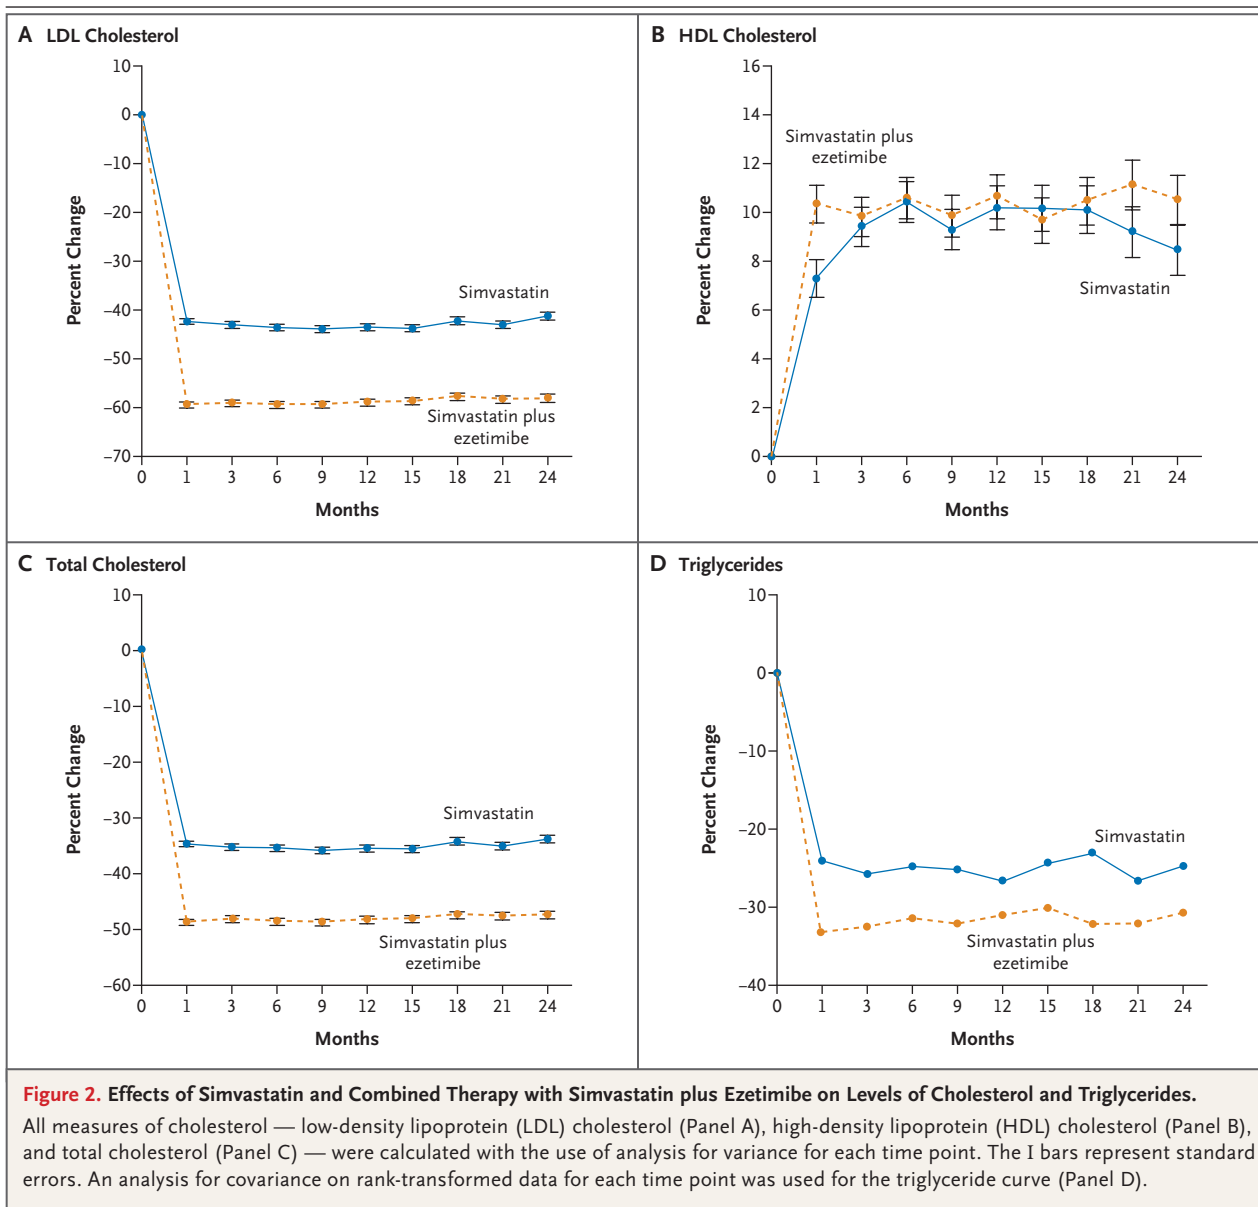 A LDL Cholesterol
10
0
–10
–20
–30
–40
–50
–60
–70
Percent Change
Simvastatin
Simvastatin plus
ezetimibe
0 1 3 6 9 12 15 18 21 24
Months
B HDL Cholesterol
16
14
12
10
8
6
4
2
0
Percent Change
Simvastatin plus
ezetimibe
Simvastatin
0 1 3 6 9 12 15 18 21 24
Months
C Total Cholesterol
10
0
–10
–20
–30
–40
–50
–60
Percent Change
Simvastatin
Simvastatin plus
ezetimibe
0 1 3 6 9 12 15 18 21 24
Months
D Triglycerides
10
0
–10
–20
–30
–40
Percent Change
Simvastatin
Simvastatin plus
ezetimibe
0 1 3 6 9 12 15 18 21 24
Months
Figure 2. Effects of Simvastatin and Combined Therapy with Simvastatin plus Ezetimibe on Levels of Cholesterol and Triglycerides.
All measures of cholesterol — low-density lipoprotein (LDL) cholesterol (Panel A), high-density lipoprotein (HDL) cholesterol (Panel B),
and total cholesterol (Panel C) — were calculated with the use of analysis for variance for each time point. The I bars represent standard
errors. An analysis for covariance on rank-transformed data for each time point was used for the triglyceride curve (Panel D).